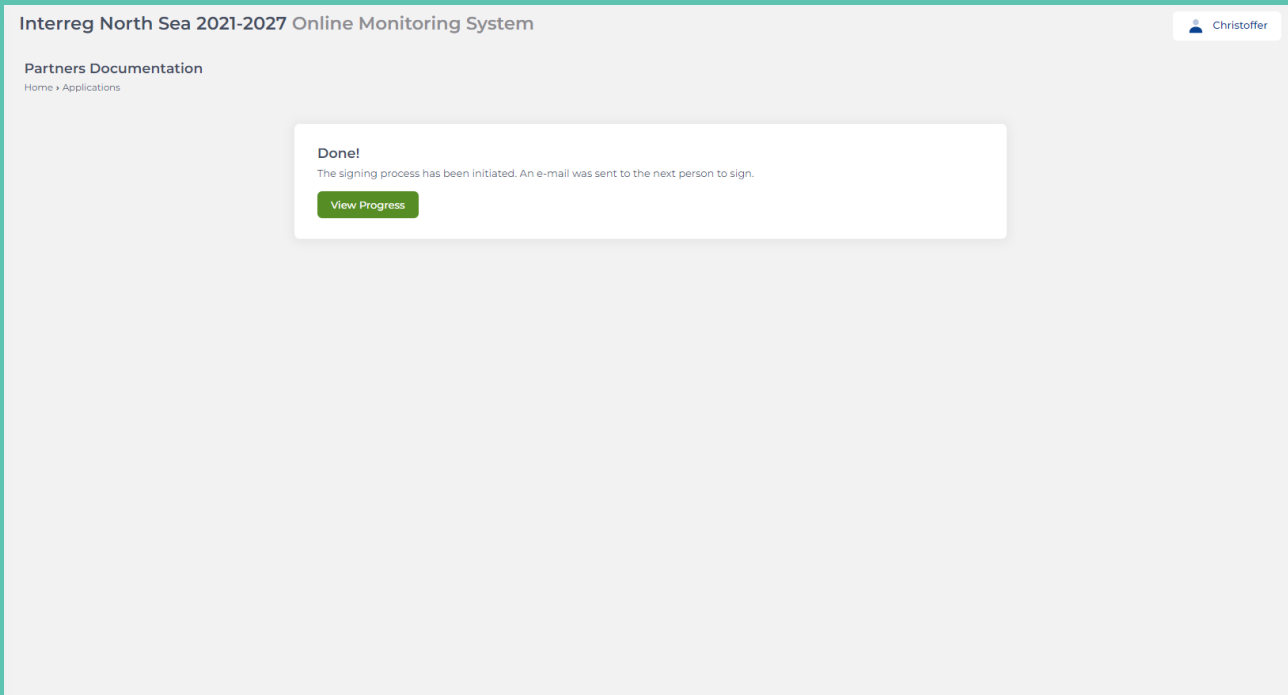 Interreg North Sea 2021-2027 Online Monitoring System
Christoffer
Partners Documentation
Home › Applications
Done!
The signing process has been initiated. An e-mail was sent to the next person to sign.
View Progress